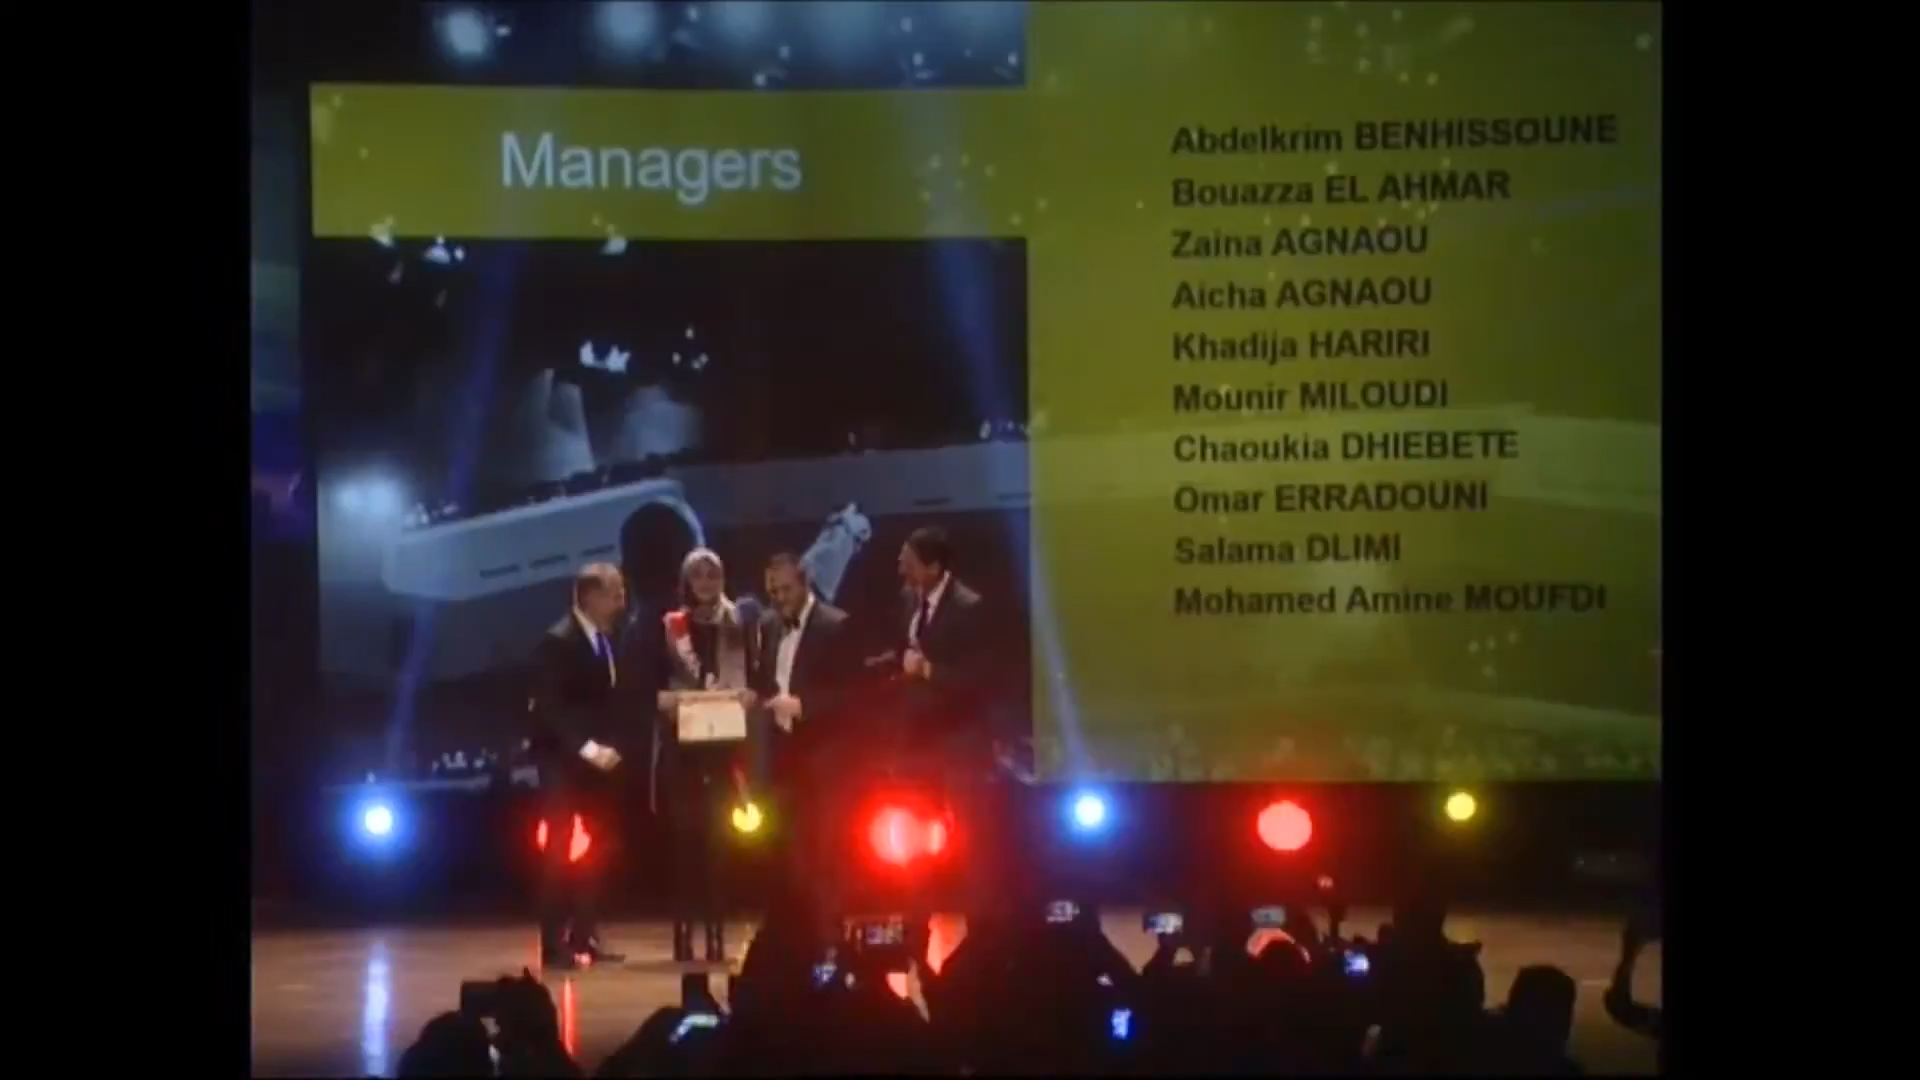 Managers
Abdelkrim BENHISSOUNE
Bouazza EL AHMAR
Zaina AGNAOU
Aicha AGNAOU
Khadija HARIRI
Mounir MILOUDI
Chaoukia DHIEBETE
Omar ERRADOUNI
Salama DLIMI
Mohamed Amine MOUFDI